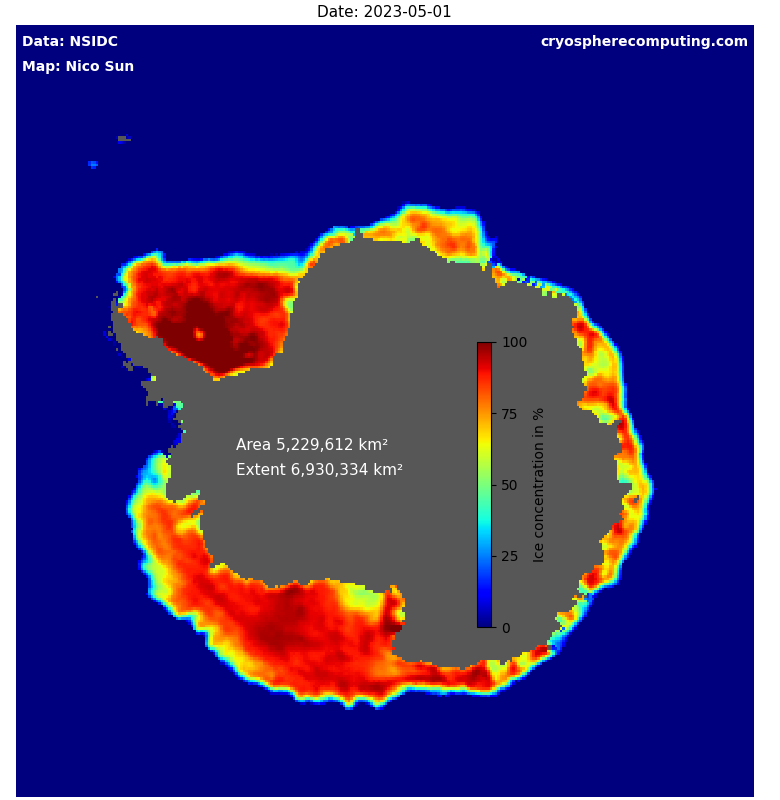 Date: 2023-05-01
Data: NSIDC
cryospherecomputing.com
Map: Nico Sun
100
75
50
25
0
Ice concentration in %
Area 5,229,612 km²
Extent 6,930,334 km²